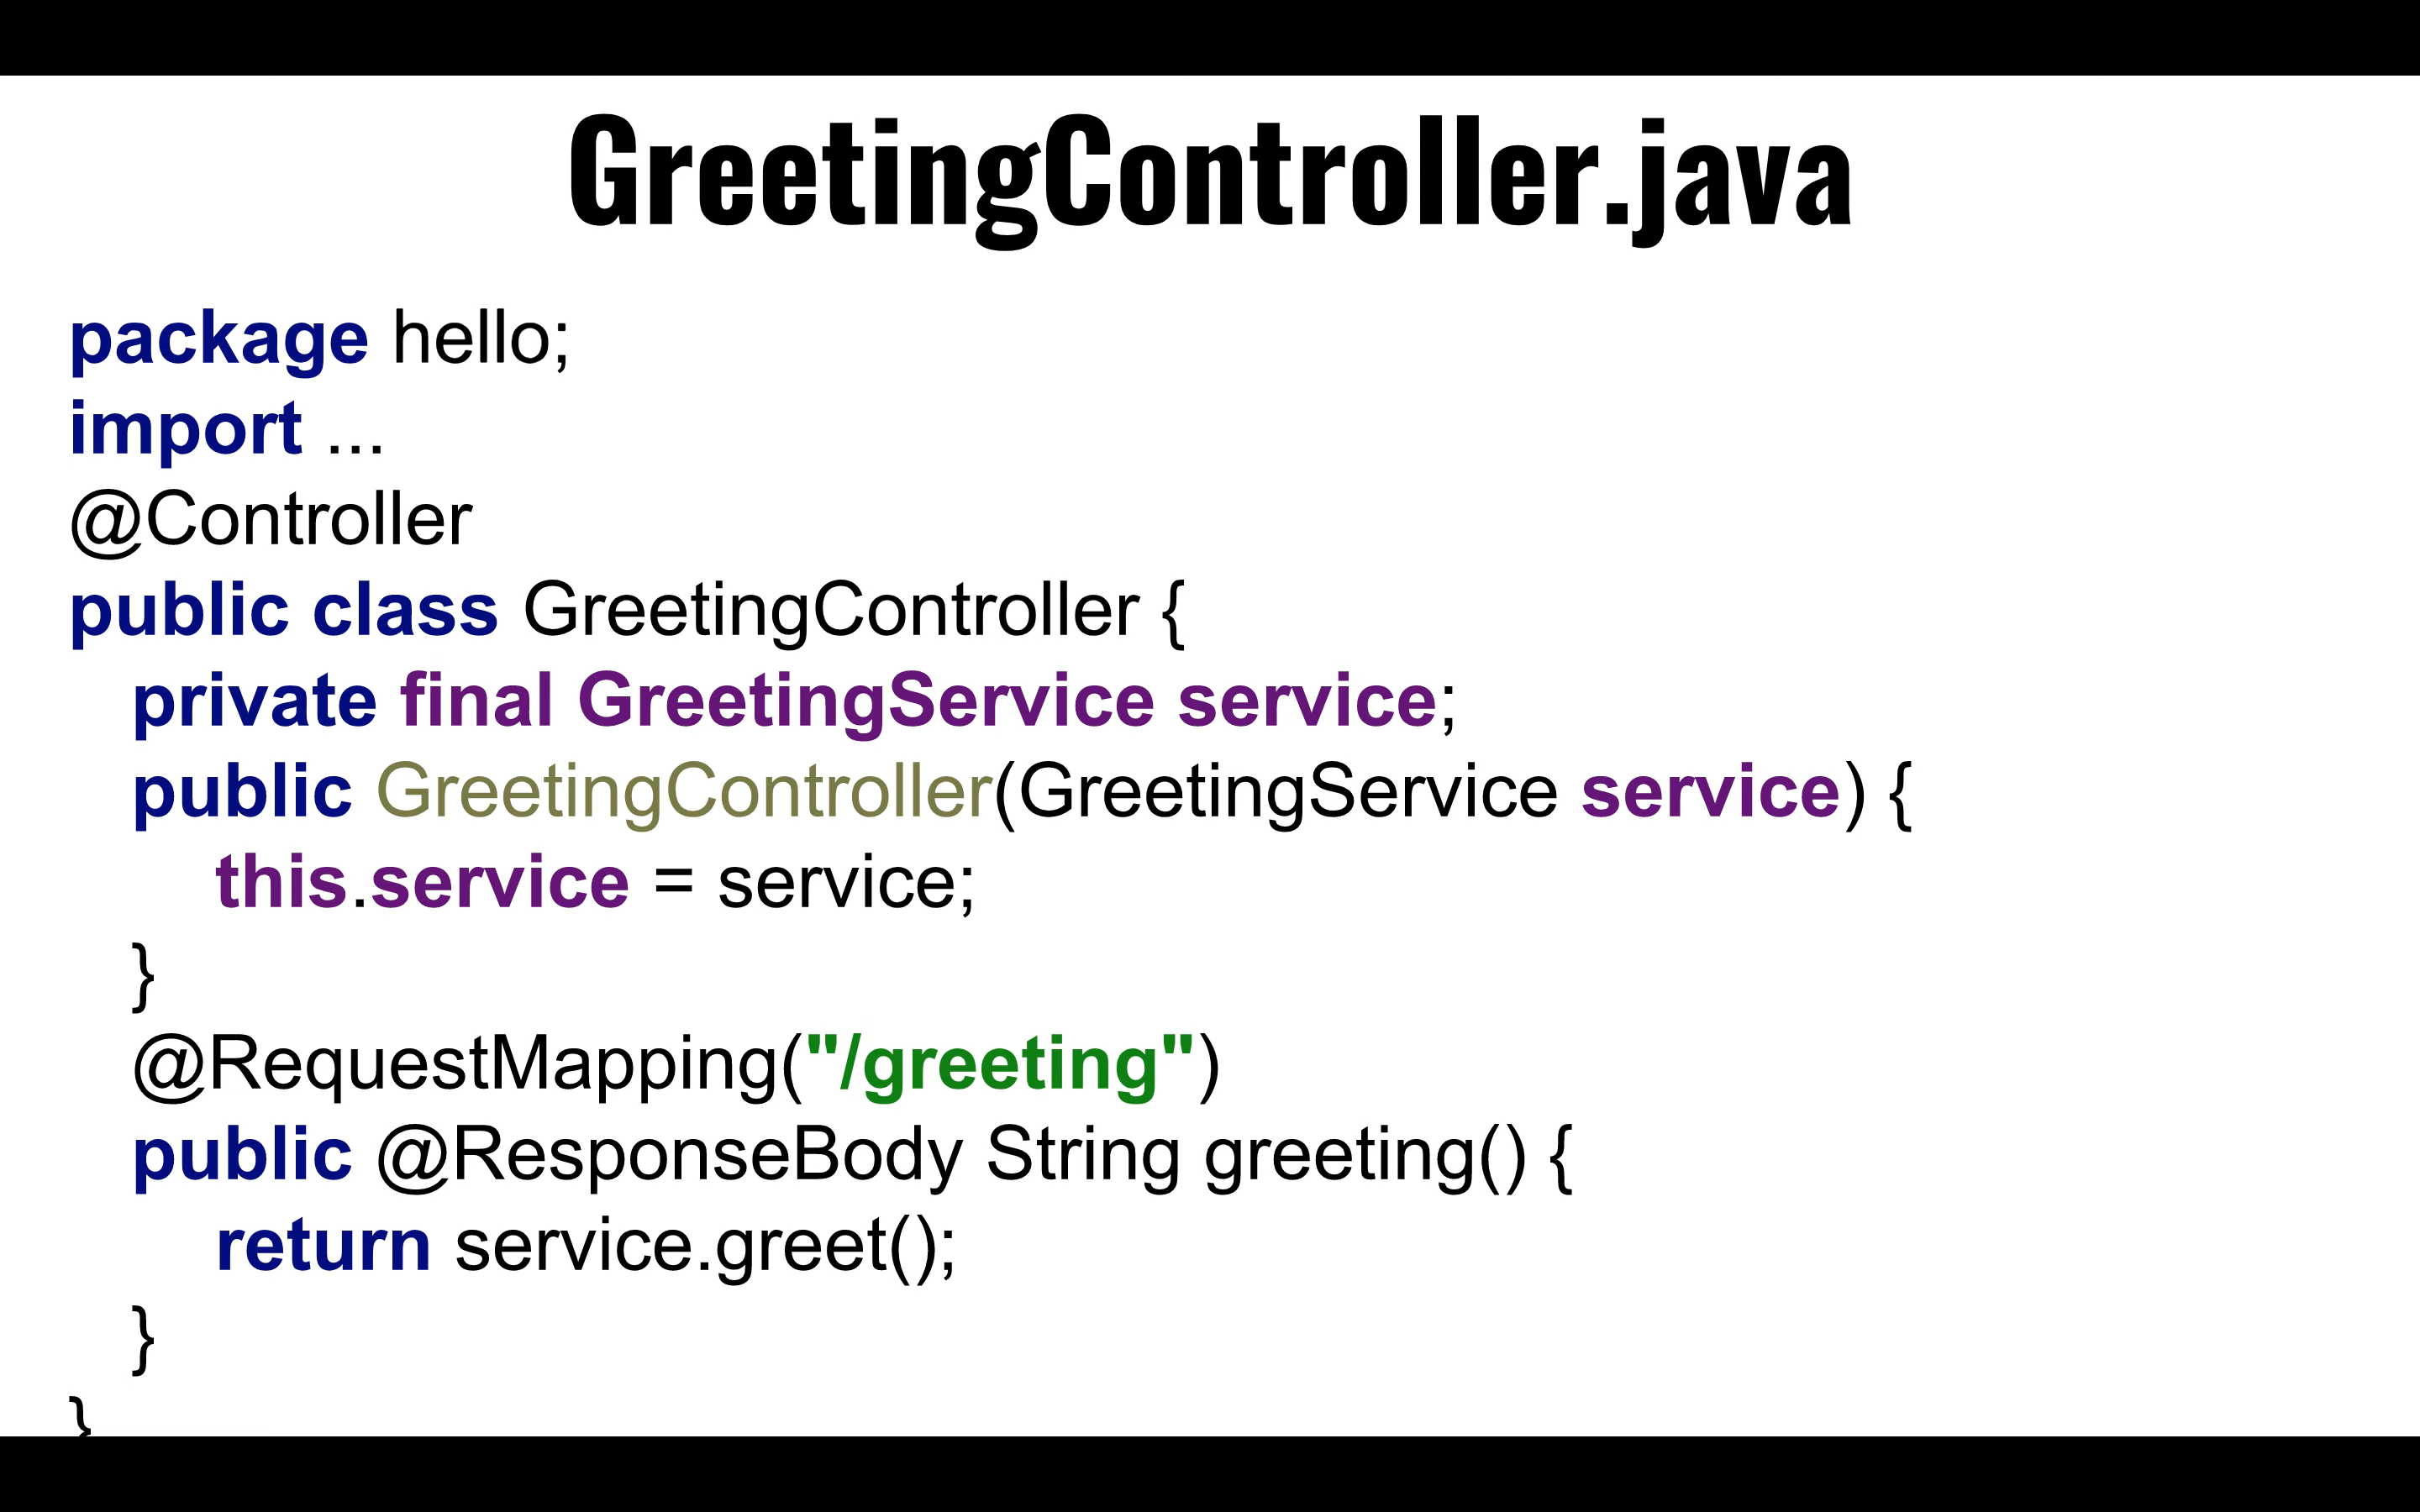 GreetingController.java
package hello;
import ...
@Controller
public class GreetingController {
private final GreetingService service;
public GreetingController(GreetingService service) {
this.service = service;
}
@RequestMapping("/greeting")
public @ResponseBody String greeting() {
return service.greet();
}
}